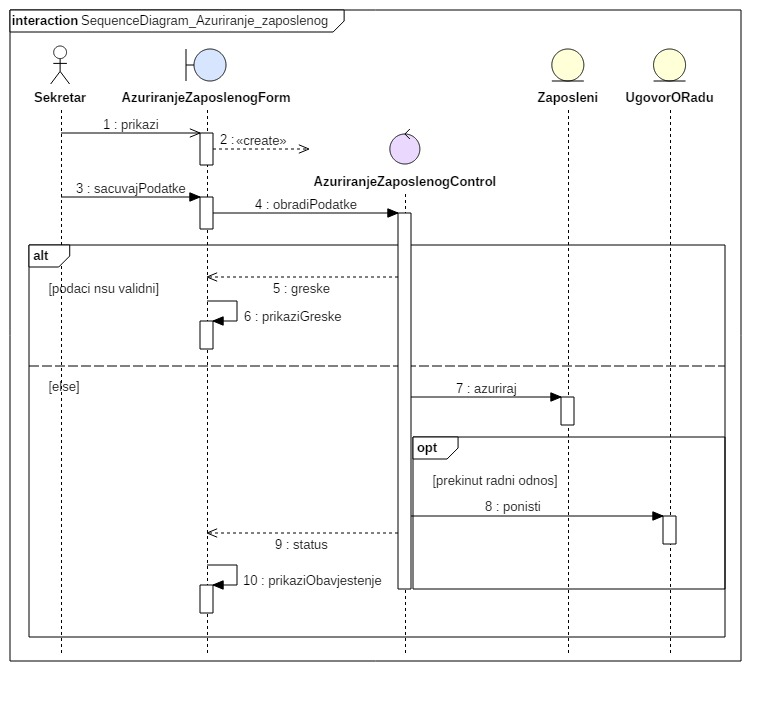 interaction SequenceDiagram_Azuriranje_zaposlenog
Sekretar
AzuriranjeZaposlenogForm
Zaposleni
UgovorORadu
1 : prikazi
2 : «create»
AzuriranjeZaposlenogControl
3 : sacuvajPodatke
4 : obradiPodatke
alt
[podaci nsu validni]
5 : greske
6 : prikaziGreske
[else]
7 : azuriraj
opt
[prekinut radni odnos]
8 : ponisti
9 : status
10 : prikaziObavjestenje